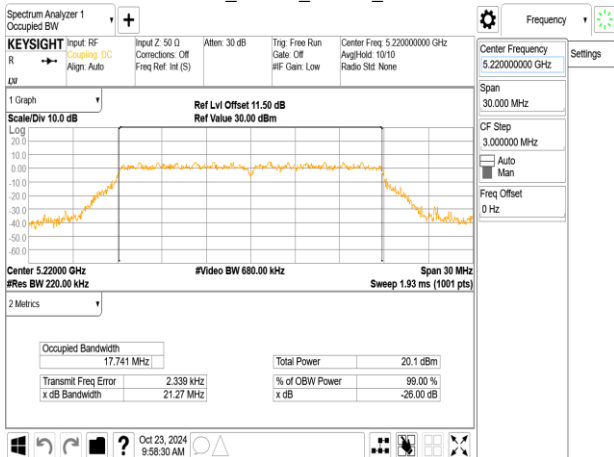 Spectrum Analyzer 1
Occupied BW
+
Frequency
KEYSIGHT
R
LXI
Input: RF
Coupling: DC
Align: Auto
Input Z: 50 Ω
Corrections: Off
Freq Ref: Int (S)
Atten: 30 dB
Trig: Free Run
Gate: Off
#IF Gain: Low
Center Freq: 5.220000000 GHz
Avg|Hold: 10/10
Radio Std: None
Center Frequency
5.220000000 GHz
Settings
Span
30.000 MHz
CF Step
3.000000 MHz
Auto
Man
Freq Offset
0 Hz
1 Graph
Scale/Div 10.0 dB
Ref Lvl Offset 11.50 dB
Ref Value 30.00 dBm
Log
20.0
10.0
0.00
-10.0
-20.0
-30.0
-40.0
-50.0
-60.0
Center 5.22000 GHz
#Video BW 680.00 kHz
Span 30 MHz
#Res BW 220.00 kHz
Sweep 1.93 ms (1001 pts)
2 Metrics
Occupied Bandwidth
17.741 MHz
Total Power 20.1 dBm
Transmit Freq Error 2.339 kHz
% of OBW Power 99.00 %
x dB Bandwidth 21.27 MHz
x dB -26.00 dB
?
Oct 23, 2024
9:58:30 AM